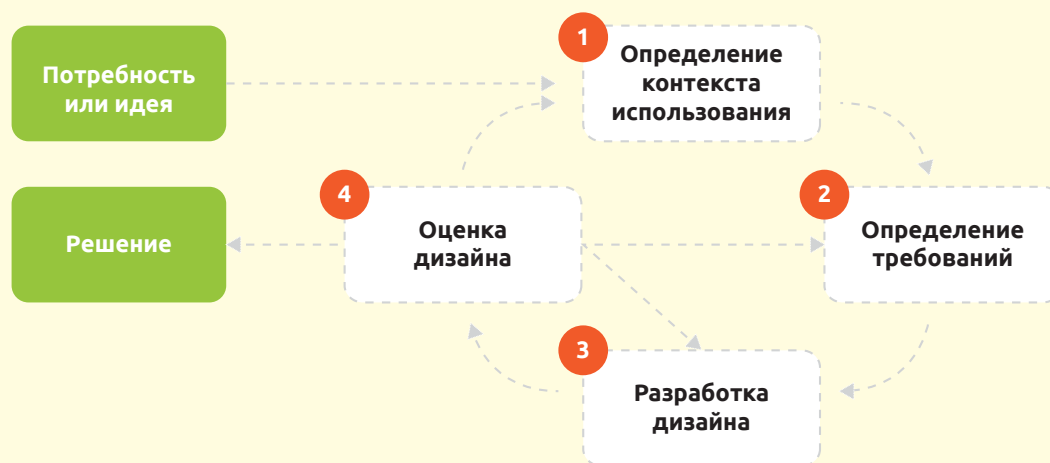 Потребность
или идея
1
Определение
контекста
использования
Решение
4
Оценка
дизайна
2
Определение
требований
3
Разработка
дизайна